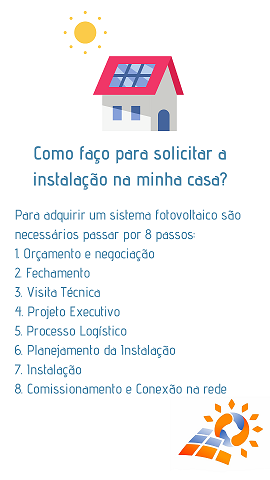 Como faço para solicitar a
instalação na minha casa?
Para adquirir um sistema fotovoltaico são
necessários passar por 8 passos:
1. Orçamento e negociação
2. Fechamento
3. Visita Técnica
4. Projeto Executivo
5. Processo Logístico
6. Planejamento da Instalação
7. Instalação
8. Comissionamento e Conexão na rede